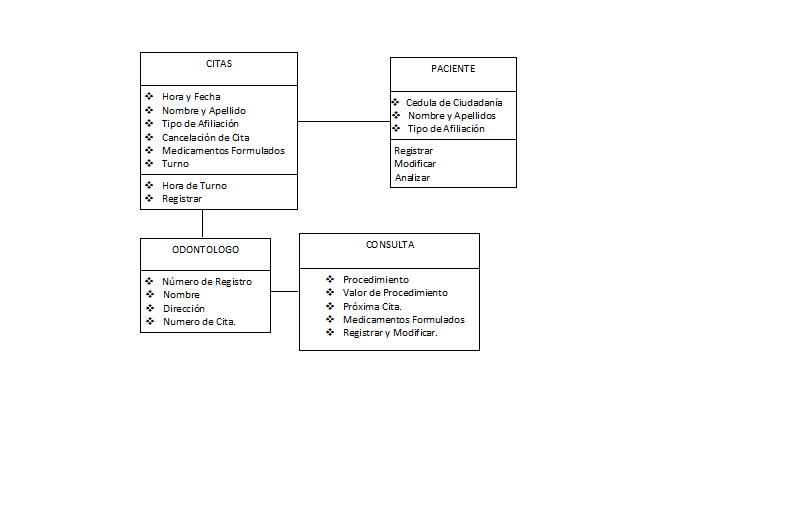 CITAS
❖ Hora y Fecha
❖ Nombre y Apellido
❖ Tipo de Afiliación
❖ Cancelación de Cita
❖ Medicamentos Formulados
❖ Turno
❖ Hora de Turno
❖ Registrar
PACIENTE
❖ Cedula de Ciudadanía
❖ Nombre y Apellidos
❖ Tipo de Afiliación
Registrar
Modificar
Analizar
ODONTOLOGO
❖ Número de Registro
❖ Nombre
❖ Dirección
❖ Numero de Cita.
CONSULTA
❖ Procedimiento
❖ Valor de Procedimiento
❖ Próxima Cita.
❖ Medicamentos Formulados
❖ Registrar y Modificar.